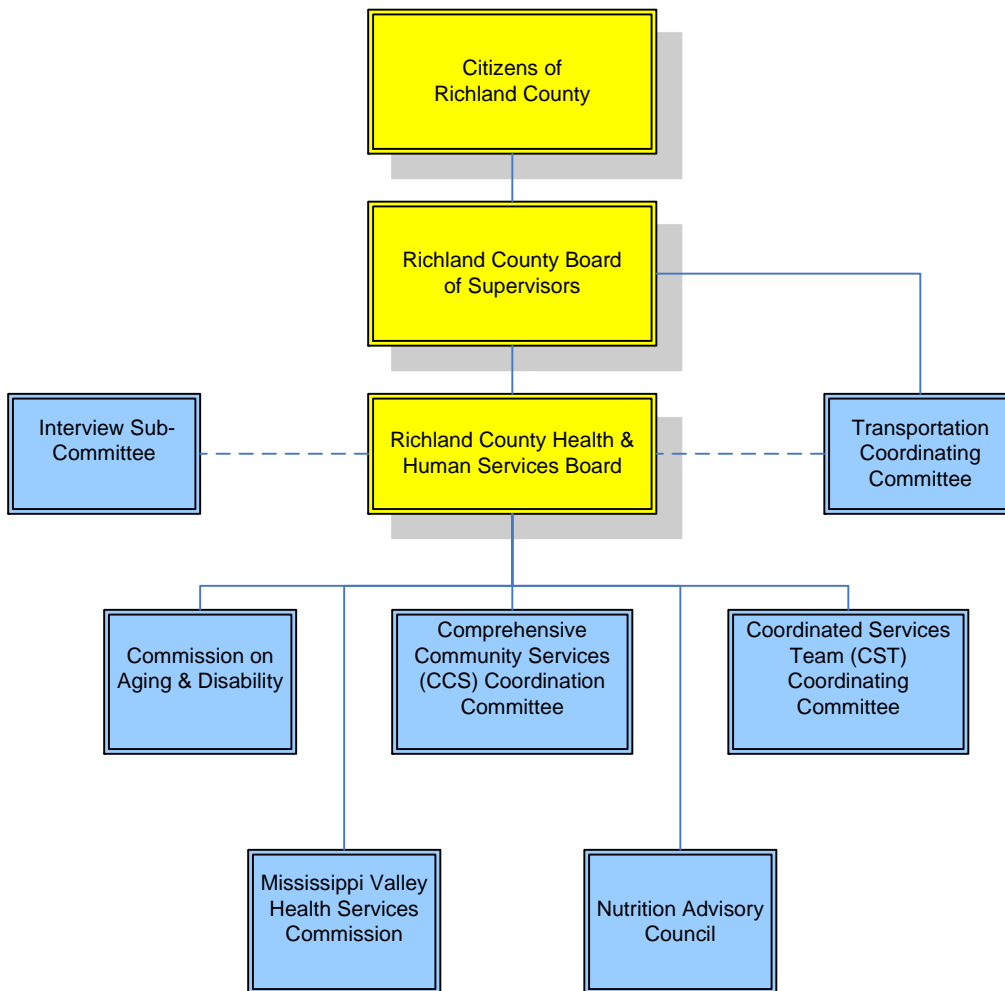 Citizens of
Richland County
Richland County Board
of Supervisors
Interview Sub-
Committee
Richland County Health &
Human Services Board
Transportation
Coordinating
Committee
Commission on
Aging & Disability
Comprehensive
Community Services
(CCS) Coordination
Committee
Coordinated Services
Team (CST)
Coordinating
Committee
Mississippi Valley
Health Services
Commission
Nutrition Advisory
Council